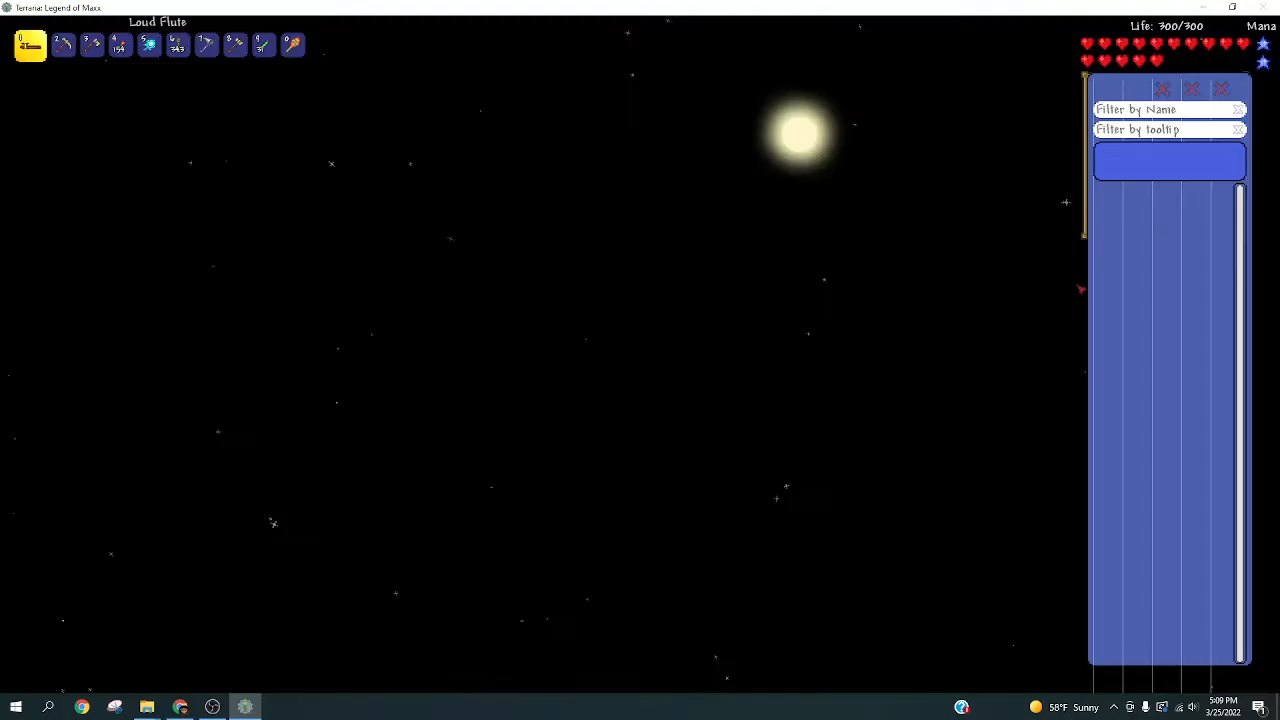 Terraria: Legend of Maxx
Loud Flute
Life: 300/300
Mana
Filter by Name
Filter by tooltip
58°F Sunny
5:09 PM
3/25/2022